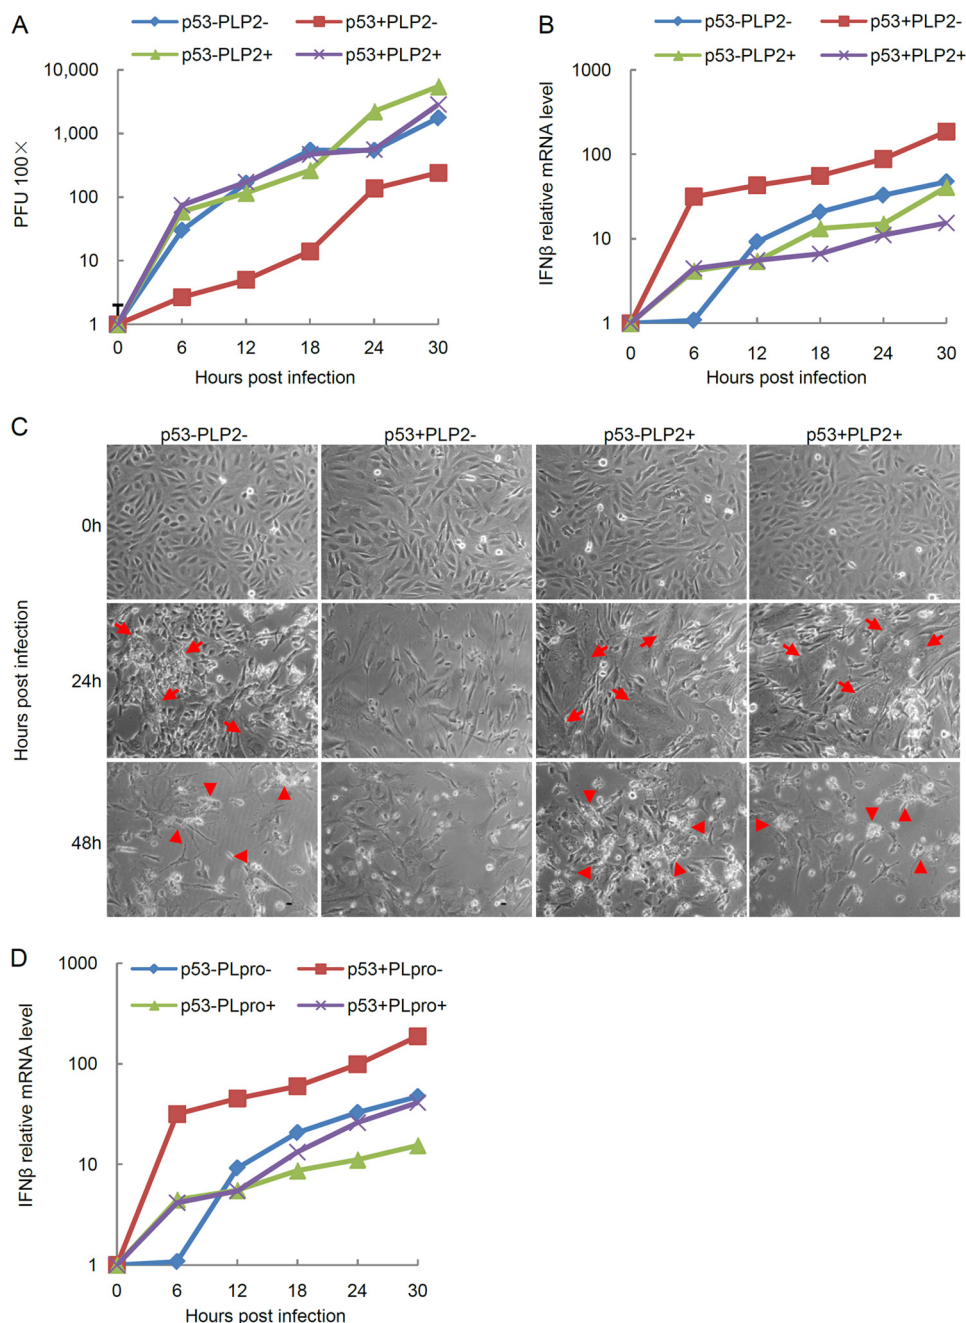 A
p53-PLP2-
p53+PLP2-
p53-PLP2+
p53+PLP2+
10,000
1,000
100
10
1
PFU 100×
0 6 12 18 24 30
Hours post infection
B
p53-PLP2-
p53+PLP2-
p53-PLP2+
p53+PLP2+
1000
100
10
1
IFNβ relative mRNA level
0 6 12 18 24 30
Hours post infection
C
p53-PLP2- p53+PLP2- p53-PLP2+ p53+PLP2+
0h
24h
48h
Hours post infection
D
p53-PLpro-
p53+PLpro-
p53-PLpro+
p53+PLpro+
1000
100
10
1
IFNβ relative mRNA level
0 6 12 18 24 30
Hours post infection